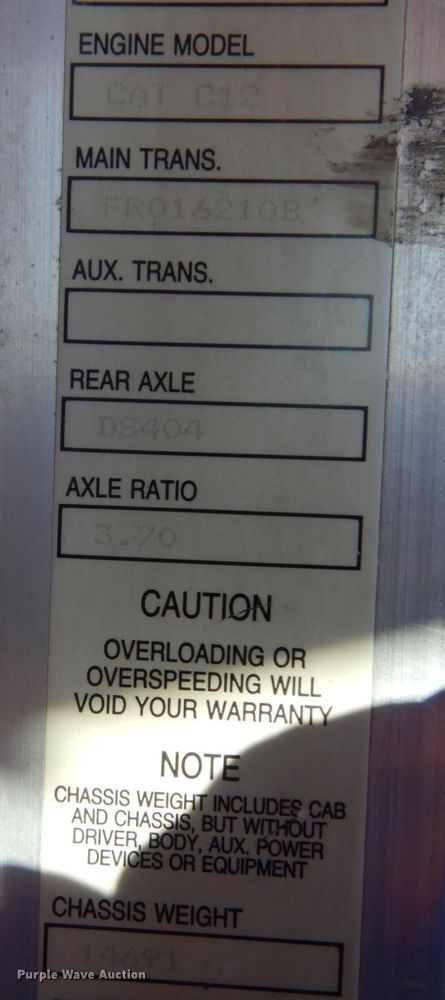 ENGINE MODEL
CAT C12
MAIN TRANS.
FRO16210B
AUX. TRANS.
REAR AXLE
DS404
AXLE RATIO
3.70
CAUTION
OVERLOADING OR
OVERSPEEDING WILL
VOID YOUR WARRANTY
NOTE
CHASSIS WEIGHT INCLUDES CAB
AND CHASSIS, BUT WITHOUT
DRIVER, BODY, AUX. POWER
DEVICES OR EQUIPMENT
CHASSIS WEIGHT
14691
Purple Wave Auction